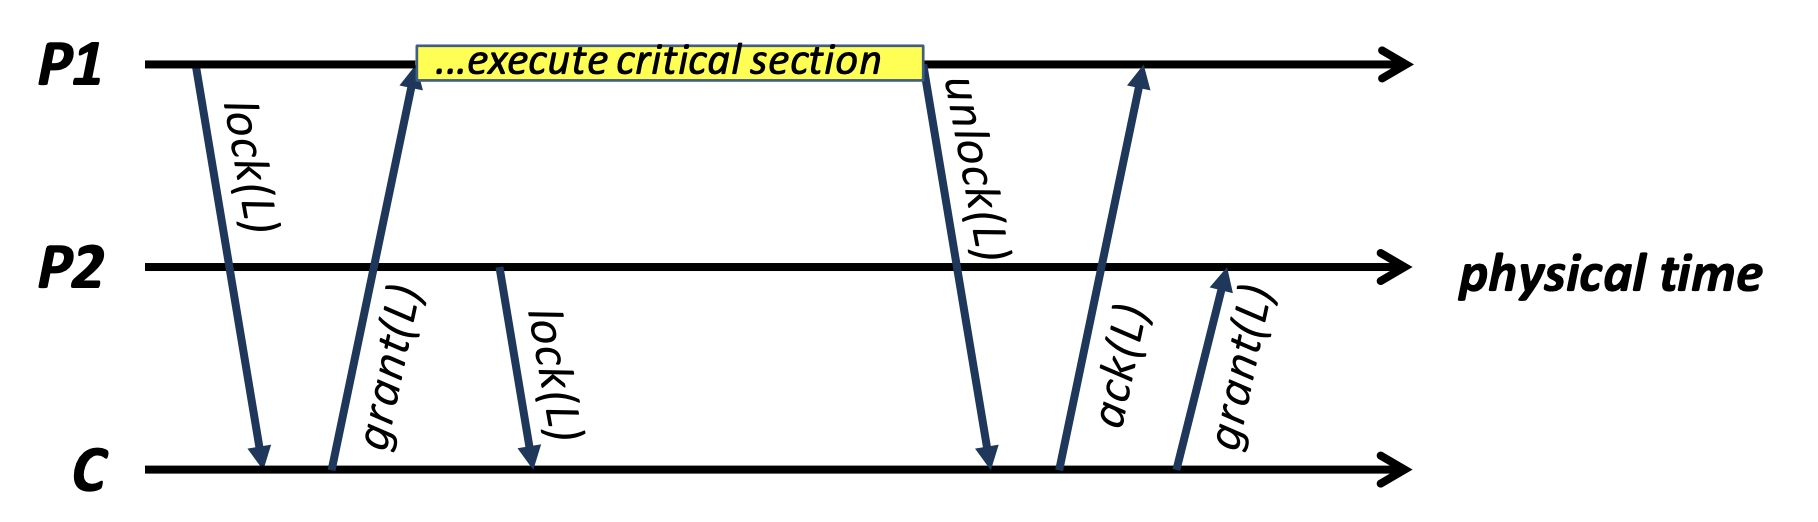 P1
...execute critical section
lock(L)
unlock(L)
P2
physical time
grant(L)
lock(L)
ack(L)
grant(L)
C